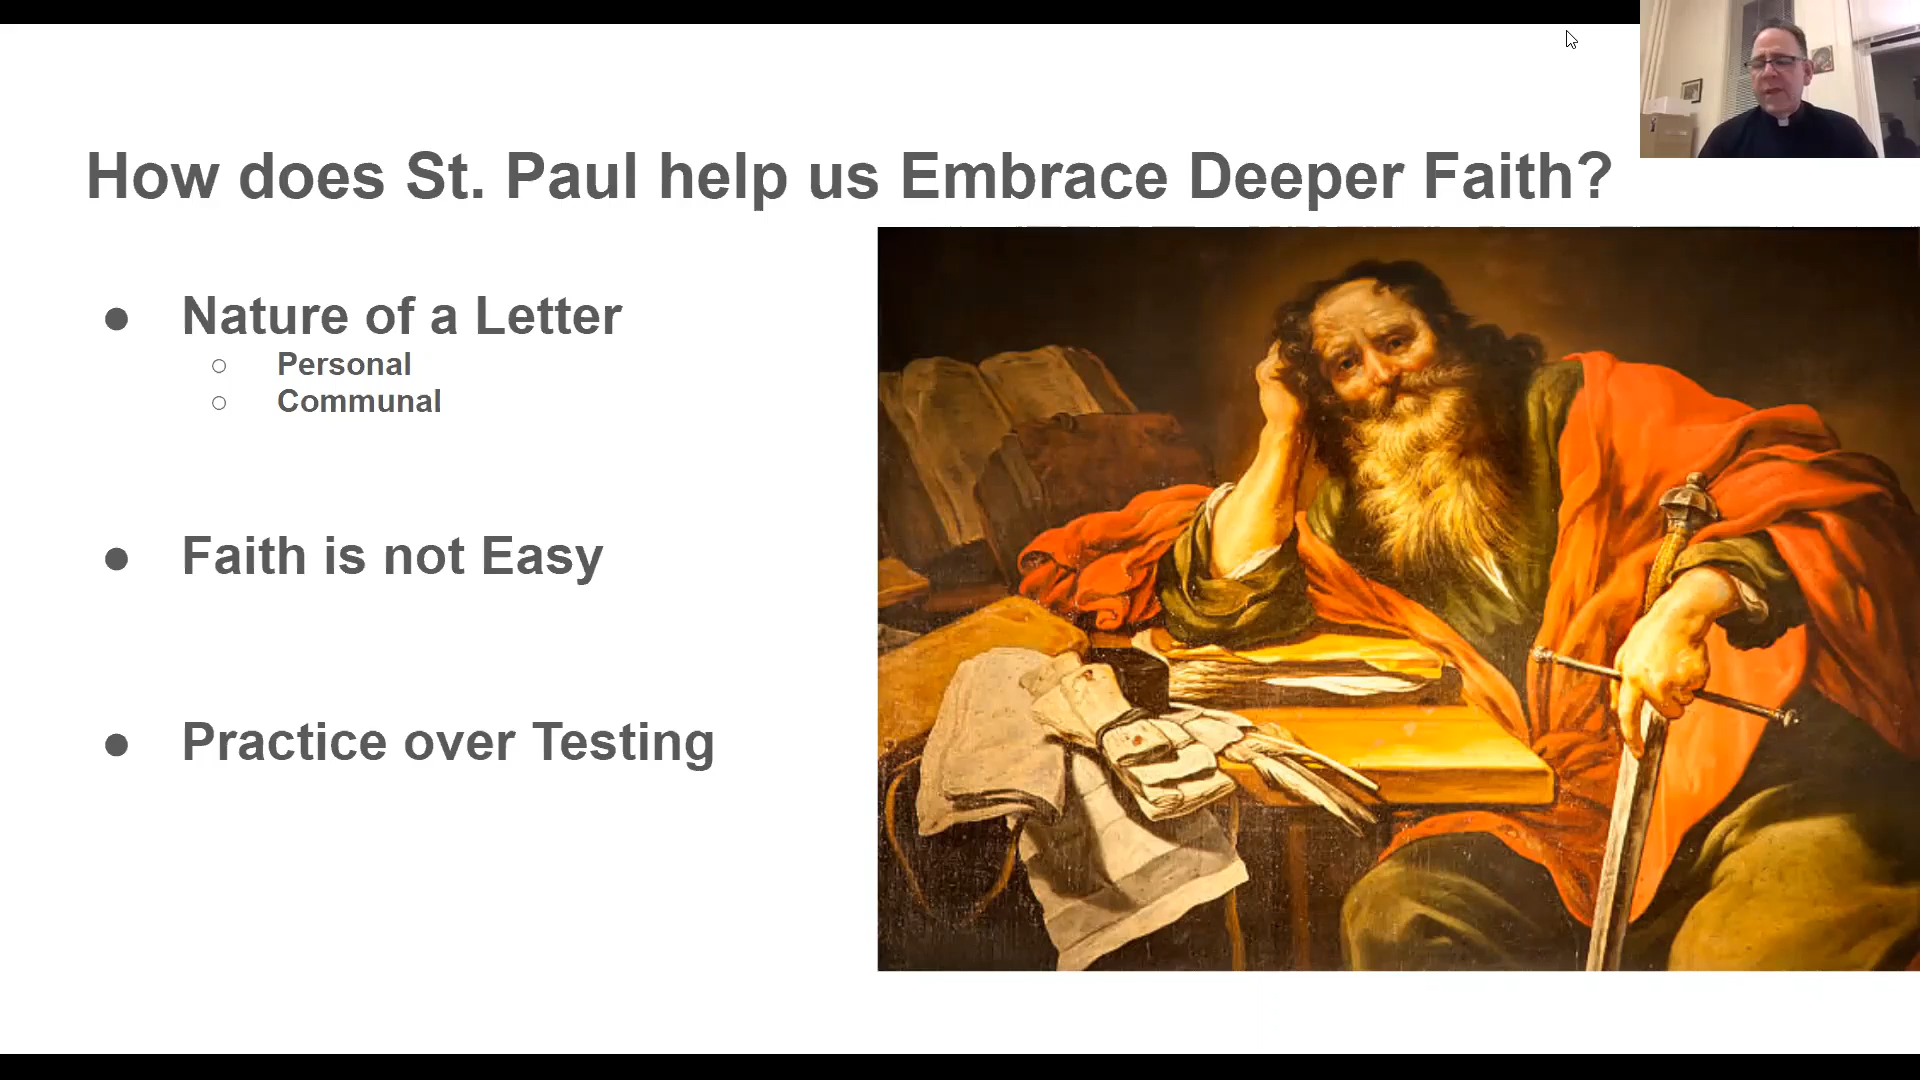 How does St. Paul help us Embrace Deeper Faith?
● Nature of a Letter
○ Personal
○ Communal
● Faith is not Easy
● Practice over Testing